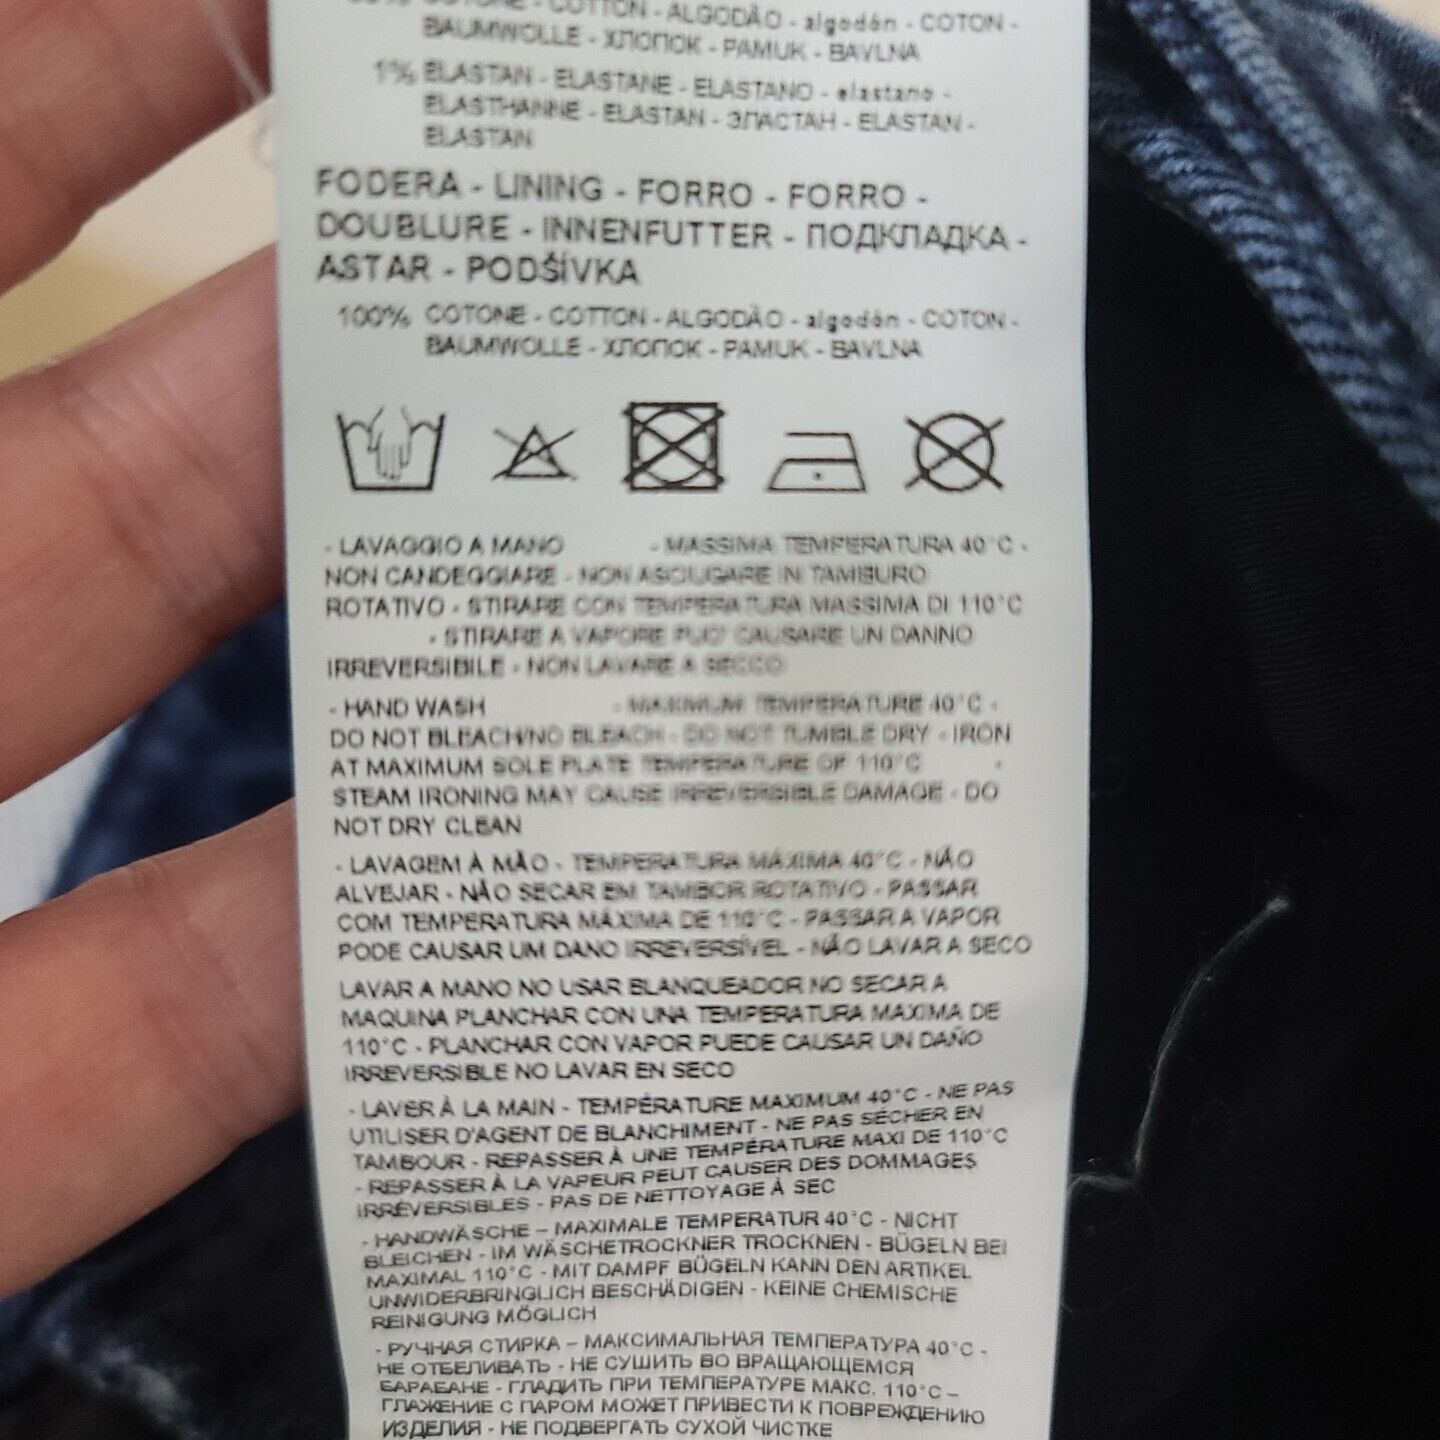 COTONE - COTTON - ALGODÃO - algodón - COTON -
BAUMWOLLE - ХЛОПОК - PAMUK - BAVLNA
1% ELASTAN - ELASTANE - ELASTANO - elastano -
ELASTHANNE - ELASTAN - ЭЛАСТАН - ELASTAN -
ELASTAN
FODERA - LINING - FORRO - FORRO -
DOUBLURE - INNENFUTTER - ПОДКЛАДКА -
ASTAR - PODŠÍVKA
100% COTONE - COTTON - ALGODÃO - algodón - COTON -
BAUMWOLLE - ХЛОПОК - PAMUK - BAVLNA
- LAVAGGIO A MANO - MASSIMA TEMPERATURA 40°C -
NON CANDEGGIARE - NON ASCIUGARE IN TAMBURO
ROTATIVO - STIRARE CON TEMPERATURA MASSIMA DI 110°C
- STIRARE A VAPORE PUO' CAUSARE UN DANNO
IRREVERSIBILE - NON LAVARE A SECCO
- HAND WASH - MAXIMUM TEMPERATURE 40°C -
DO NOT BLEACH/NO BLEACH - DO NOT TUMBLE DRY - IRON
AT MAXIMUM SOLE PLATE TEMPERATURE OF 110°C -
STEAM IRONING MAY CAUSE IRREVERSIBLE DAMAGE - DO
NOT DRY CLEAN
- LAVAGEM À MÃO - TEMPERATURA MÁXIMA 40°C - NÃO
ALVEJAR - NÃO SECAR EM TAMBOR ROTATIVO - PASSAR
COM TEMPERATURA MÁXIMA DE 110°C - PASSAR A VAPOR
PODE CAUSAR UM DANO IRREVERSÍVEL - NÃO LAVAR A SECO
LAVAR A MANO NO USAR BLANQUEADOR NO SECAR A
MAQUINA PLANCHAR CON UNA TEMPERATURA MAXIMA DE
110°C - PLANCHAR CON VAPOR PUEDE CAUSAR UN DAÑO
IRREVERSIBLE NO LAVAR EN SECO
- LAVER À LA MAIN - TEMPÉRATURE MAXIMUM 40°C - NE PAS
UTILISER D'AGENT DE BLANCHIMENT - NE PAS SÉCHER EN
TAMBOUR - REPASSER À UNE TEMPÉRATURE MAXI DE 110°C
- REPASSER À LA VAPEUR PEUT CAUSER DES DOMMAGES
IRRÉVERSIBLES - PAS DE NETTOYAGE À SEC
- HANDWÄSCHE – MAXIMALE TEMPERATUR 40°C - NICHT
BLEICHEN - IM WÄSCHETROCKNER TROCKNEN - BÜGELN BEI
MAXIMAL 110°C - MIT DAMPF BÜGELN KANN DEN ARTIKEL
UNWIDERBRINGLICH BESCHÄDIGEN - KEINE CHEMISCHE
REINIGUNG MÖGLICH
- РУЧНАЯ СТИРКА – МАКСИМАЛЬНАЯ ТЕМПЕРАТУРА 40°C -
НЕ ОТБЕЛИВАТЬ - НЕ СУШИТЬ ВО ВРАЩАЮЩЕМСЯ
БАРАБАНЕ - ГЛАДИТЬ ПРИ ТЕМПЕРАТУРЕ МАКС. 110°C –
ГЛАЖЕНИЕ С ПАРОМ МОЖЕТ ПРИВЕСТИ К ПОВРЕЖДЕНИЮ
ИЗДЕЛИЯ - НЕ ПОДВЕРГАТЬ СУХОЙ ЧИСТКЕ